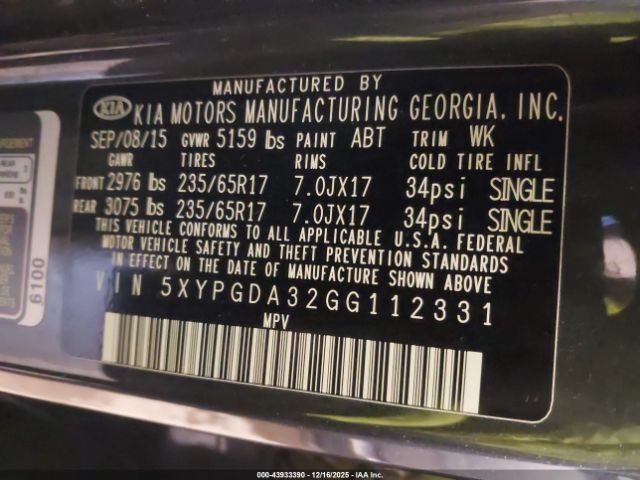 MANUFACTURED BY
KIA KIA MOTORS MANUFACTURING GEORGIA, INC.
SEP/08/15 GVWR 5159 lbs PAINT ABT TRIM WK
GAWR TIRES RIMS COLD TIRE INFL
FRONT 2976 lbs 235/65R17 7.0JX17 34psi SINGLE
REAR 3075 lbs 235/65R17 7.0JX17 34psi SINGLE
THIS VEHICLE CONFORMS TO ALL APPLICABLE U.S.A. FEDERAL
MOTOR VEHICLE SAFETY AND THEFT PREVENTION STANDARDS
IN EFFECT ON THE DATE OF MANUFACTURE SHOWN ABOVE
VIN 5XYPGDA32GG112331
MPV
6100
000-43933390 - 12/16/2025 - IAA Inc.